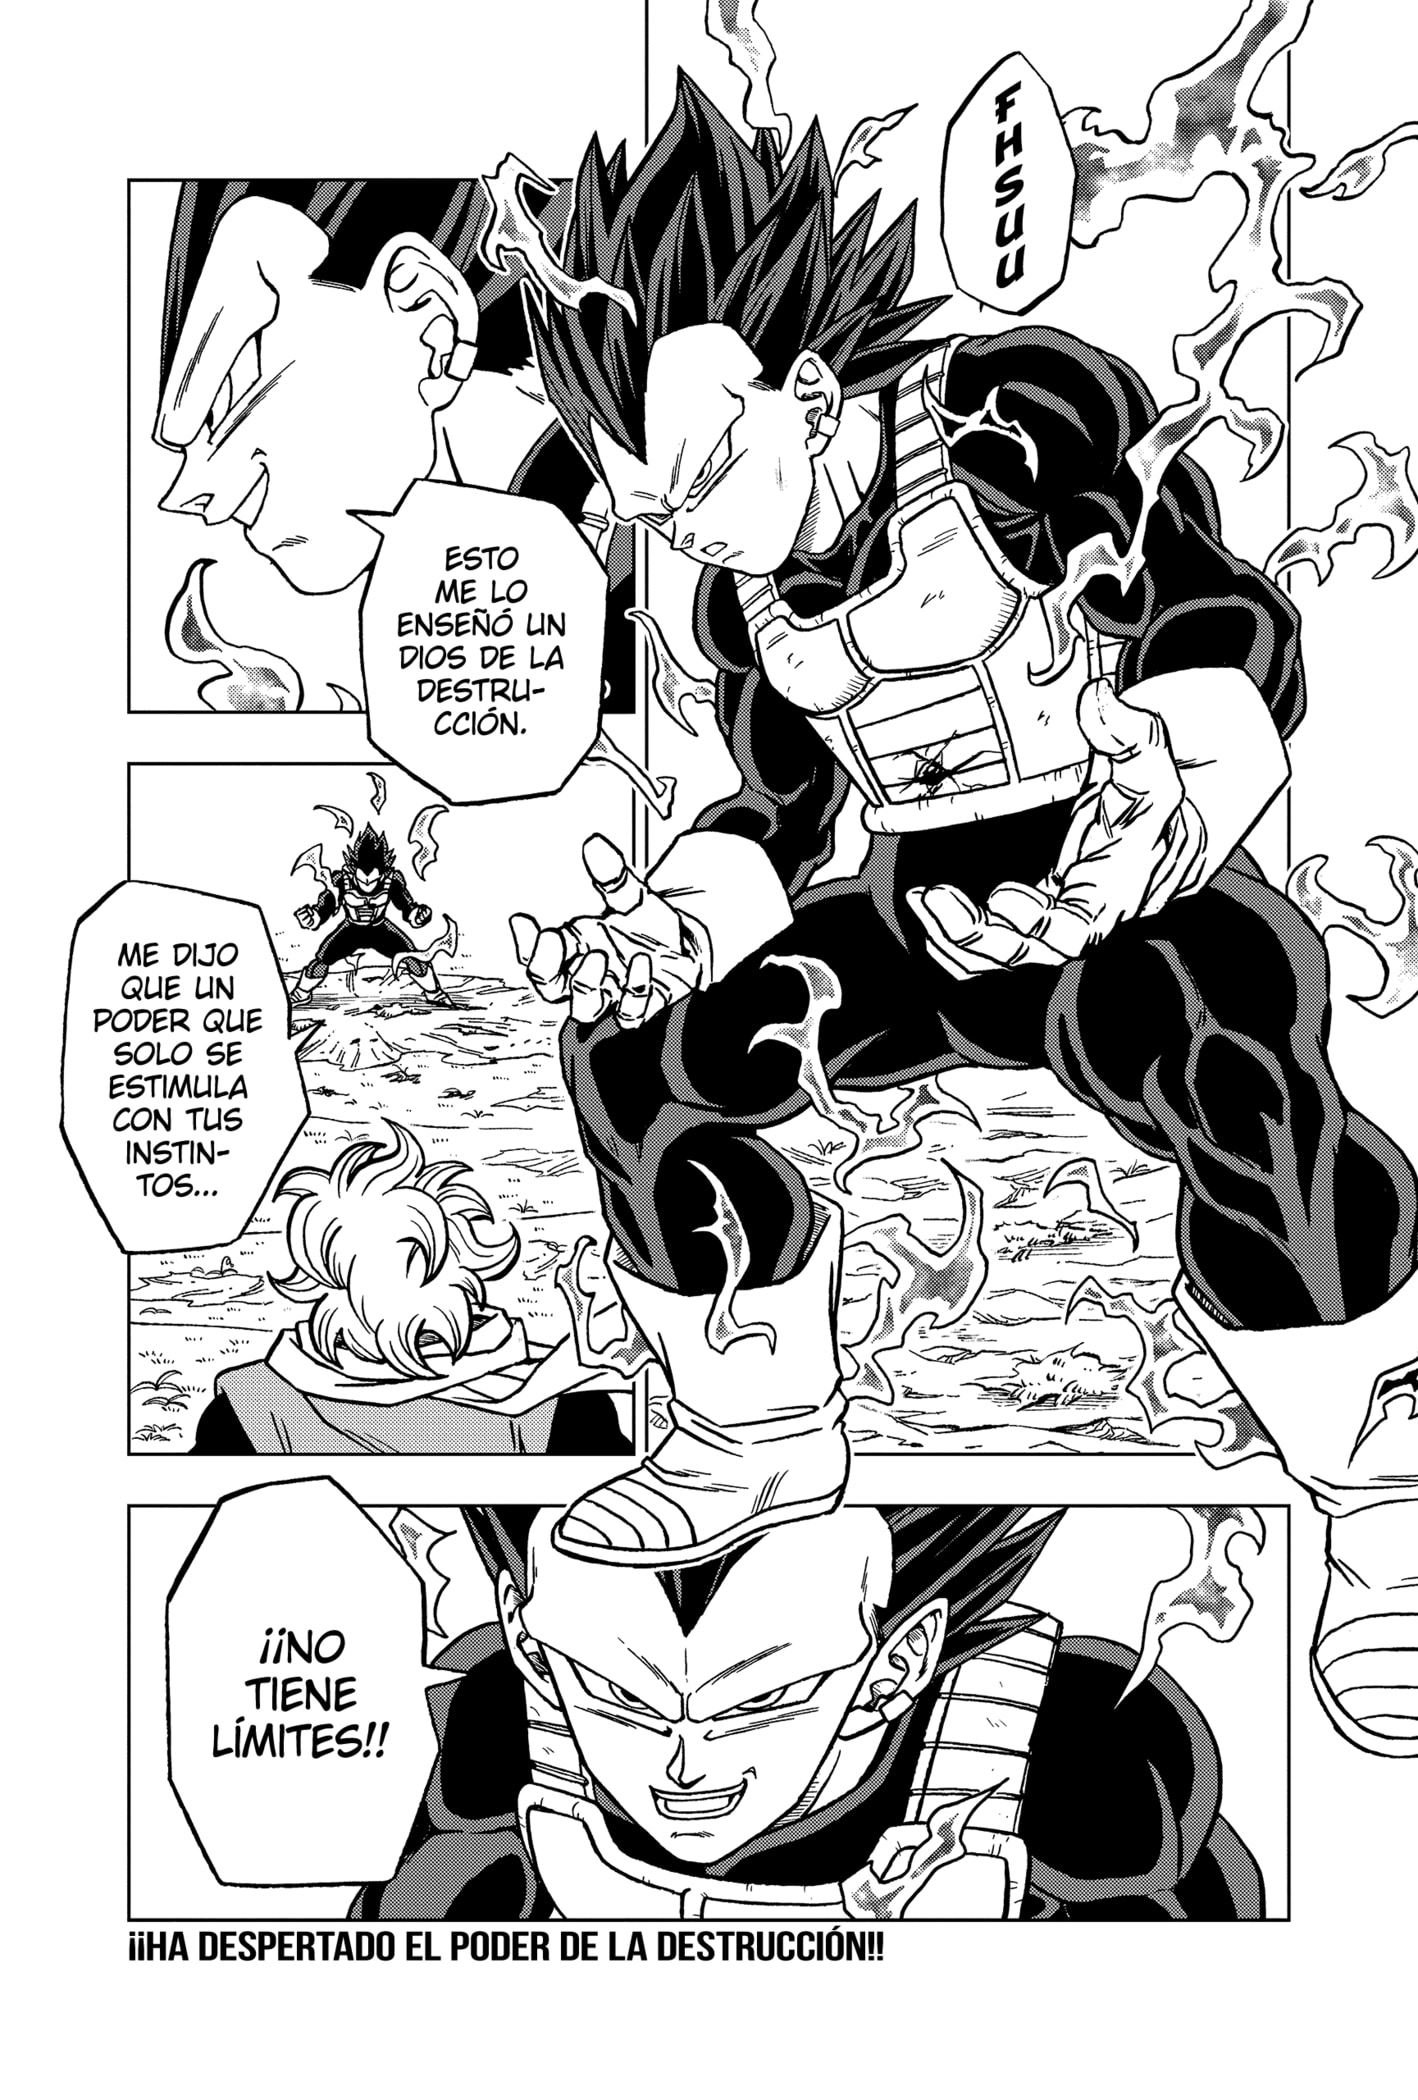 FHSUU
ESTO
ME LO
ENSEÑÓ UN
DIOS DE LA
DESTRU-
CCIÓN.
ME DIJO
QUE UN
PODER QUE
SOLO SE
ESTIMULA
CON TUS
INSTIN-
TOS...
¡¡NO
TIENE
LÍMITES!!
¡¡HA DESPERTADO EL PODER DE LA DESTRUCCIÓN!!